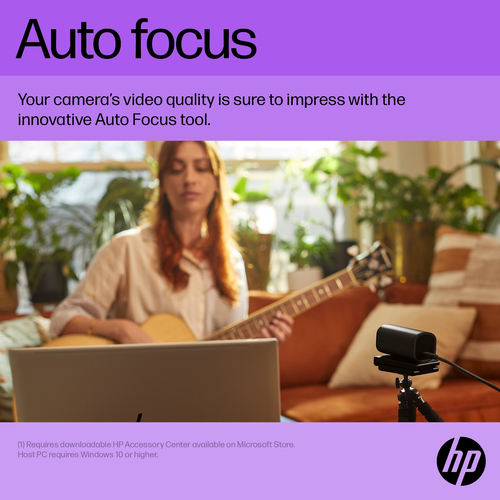 Auto focus
Your camera's video quality is sure to impress with the
innovative Auto Focus tool.
(1) Requires downloadable HP Accessory Center available on Microsoft Store.
Host PC requires Windows 10 or higher.
hp